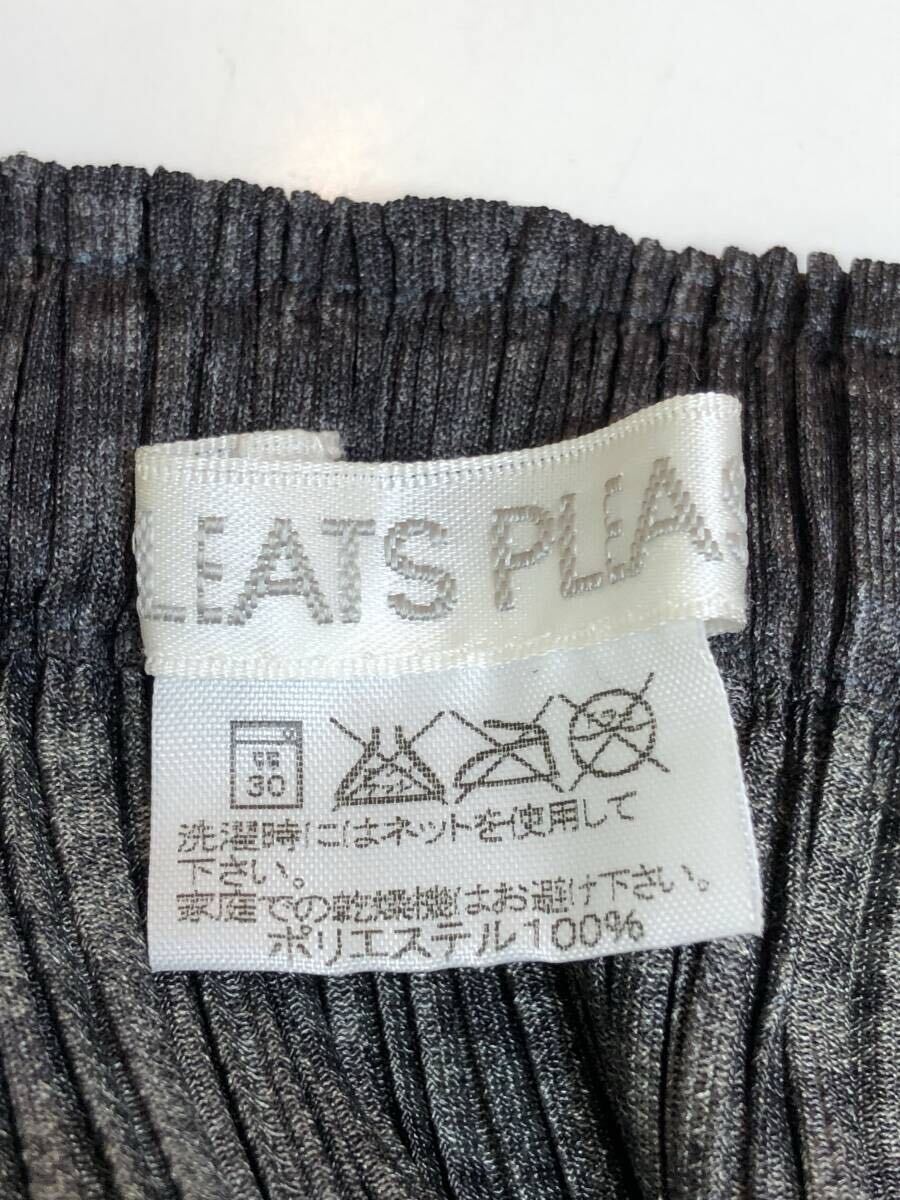 LEATS PLEAS
30
洗濯時にはネットを使用して
下さい。
家庭での乾燥機はお避け下さい。
ポリエステル100%